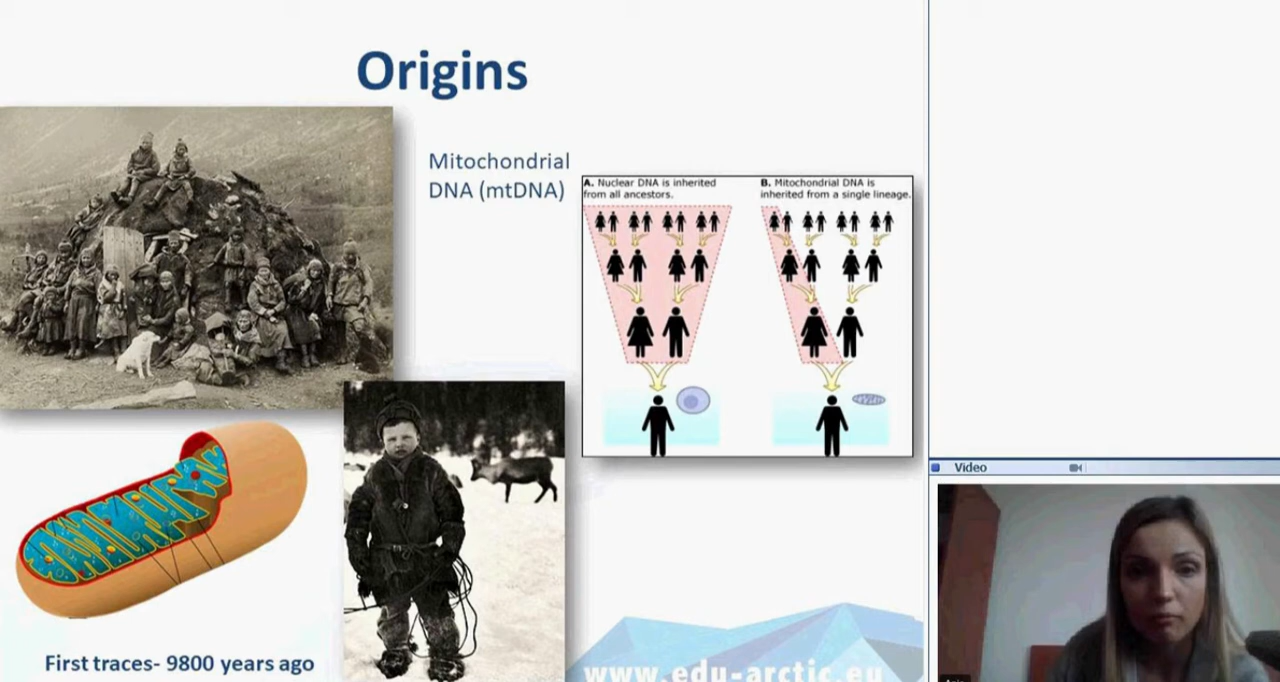 Origins
Mitochondrial
DNA (mtDNA)
A. Nuclear DNA is inherited
from all ancestors.
B. Mitochondrial DNA is
inherited from a single lineage.
First traces- 9800 years ago
www.edu-arctic.eu
Video